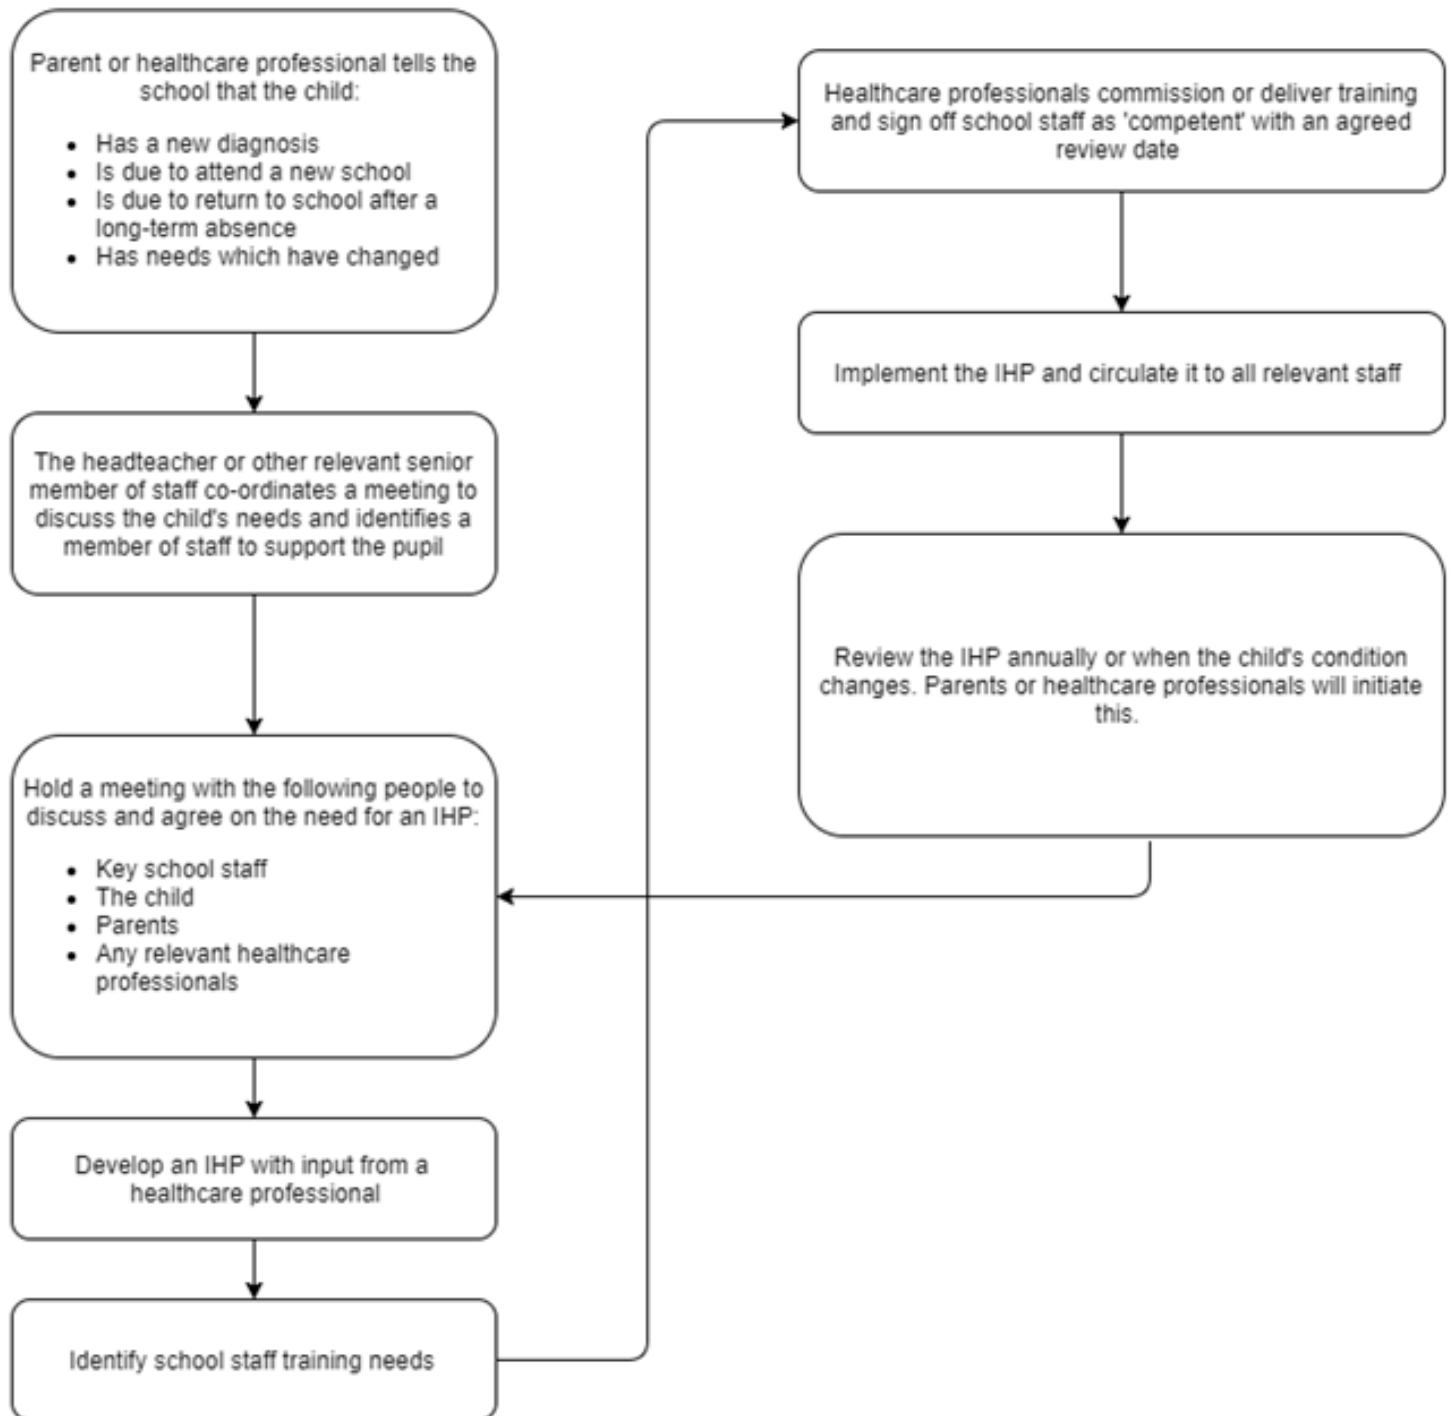 Parent or healthcare professional tells the
school that the child:
• Has a new diagnosis
• Is due to attend a new school
• Is due to return to school after a
long-term absence
• Has needs which have changed
The headteacher or other relevant senior
member of staff co-ordinates a meeting to
discuss the child's needs and identifies a
member of staff to support the pupil
Hold a meeting with the following people to
discuss and agree on the need for an IHP:
• Key school staff
• The child
• Parents
• Any relevant healthcare
professionals
Develop an IHP with input from a
healthcare professional
Identify school staff training needs
Healthcare professionals commission or deliver training
and sign off school staff as 'competent' with an agreed
review date
Implement the IHP and circulate it to all relevant staff
Review the IHP annually or when the child's condition
changes. Parents or healthcare professionals will initiate
this.